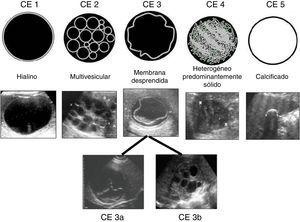 CE 1 CE 2 CE 3 CE 4 CE 5
Hialino Multivesicular Membrana desprendida Heterogéneo predominantemente sólido Calcificado
CE 3a CE 3b